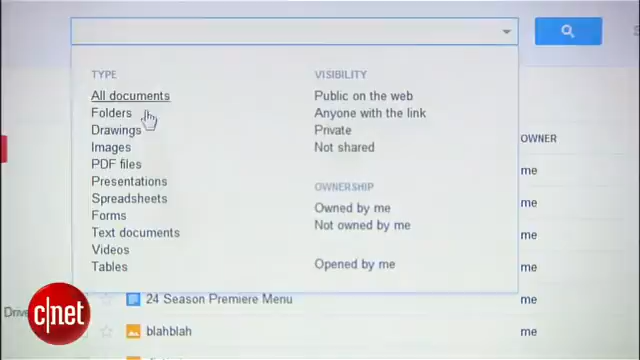 TYPE
All documents
Folders
Drawings
Images
PDF files
Presentations
Spreadsheets
Forms
Text documents
Videos
Tables
VISIBILITY
Public on the web
Anyone with the link
Private
Not shared
OWNERSHIP
Owned by me
Not owned by me
Opened by me
OWNER
me
me
me
me
24 Season Premiere Menu
me
blahblah
me
Drive
c|net